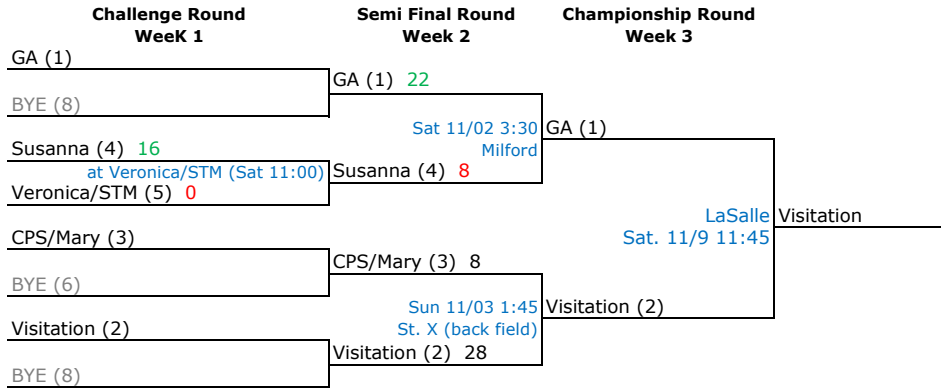 Challenge Round
WeeK 1
Semi Final Round
Week 2
Championship Round
Week 3
GA (1)
BYE (8)
GA (1) 22
Susanna (4) 16
at Veronica/STM (Sat 11:00)
Veronica/STM (5) 0
Sat 11/02 3:30
Milford
Susanna (4) 8
GA (1)
CPS/Mary (3)
BYE (6)
CPS/Mary (3) 8
Visitation (2)
BYE (8)
Sun 11/03 1:45
St. X (back field)
Visitation (2) 28
Visitation (2)
LaSalle
Sat. 11/9 11:45
Visitation